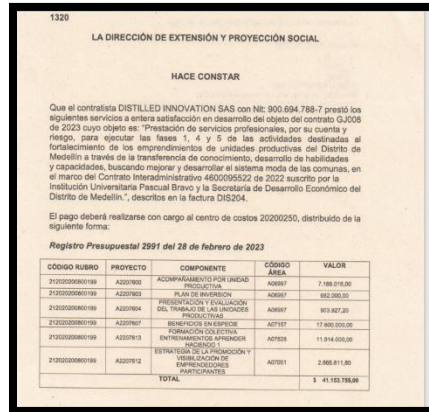 1320
LA DIRECCIÓN DE EXTENSIÓN Y PROYECCIÓN SOCIAL
HACE CONSTAR
Que el contratista DISTILLED INNOVATION SAS con Nit: 900.694.788-7 prestó los
siguientes servicios a entera satisfacción en desarrollo del objeto del contrato GJ008
de 2023 cuyo objeto es: "Prestación de servicios profesionales, por su cuenta y
riesgo, para ejecutar las fases 1, 4 y 5 de las actividades destinadas al
fortalecimiento de los emprendimientos de unidades productivas del Distrito de
Medellín a través de la transferencia de conocimiento, desarrollo de habilidades
y capacidades, buscando mejorar y desarrollar el sistema moda de las comunas, en
el marco del Contrato Interadministrativo 4600095522 de 2022 suscrito por la
Institución Universitaria Pascual Bravo y la Secretaría de Desarrollo Económico del
Distrito de Medellín.", descritos en la factura DIS204.
El pago deberá realizarse con cargo al centro de costos 20200250, distribuido de la
siguiente forma:
Registro Presupuestal 2991 del 28 de febrero de 2023
CÓDIGO RUBRO PROYECTO COMPONENTE CÓDIGO ÁREA VALOR
212020200800199 A2207600 ACOMPAÑAMIENTO POR UNIDAD PRODUCTIVA A06997 7.188.016,00
212020200800199 A2207603 PLAN DE INVERSIÓN A06997 682.000,00
212020200800199 A2207604 PRESENTACIÓN Y EVALUACIÓN DEL TRABAJO DE LAS UNIDADES PRODUCTIVAS A06997 903.927,20
212020200800199 A2207607 BENEFICIOS EN ESPECIE A07157 17.600.000,00
212020200800199 A2207613 FORMACIÓN COLECTIVA ENTRENAMIENTOS APRENDER HACIENDO 1 11.914.000,00
212020200800199 A2207612 ESTRATEGIA DE LA PROMOCIÓN Y VISIBILIZACIÓN DE EMPRENDEDORES PARTICIPANTES A07001 2.865.811,80
TOTAL $ 41.153.755,00